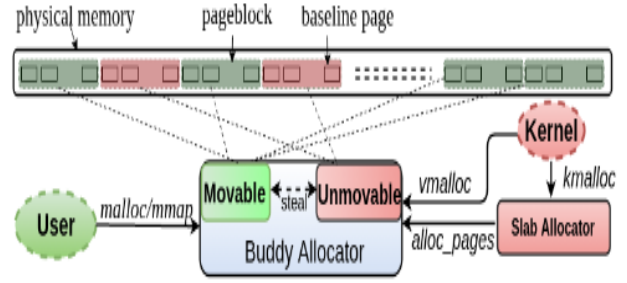 physical memory
pageblock
baseline page
Kernel
vmalloc
kmalloc
Movable
steal
Unmovable
User
malloc/mmap
Slab Allocator
alloc_pages
Buddy Allocator